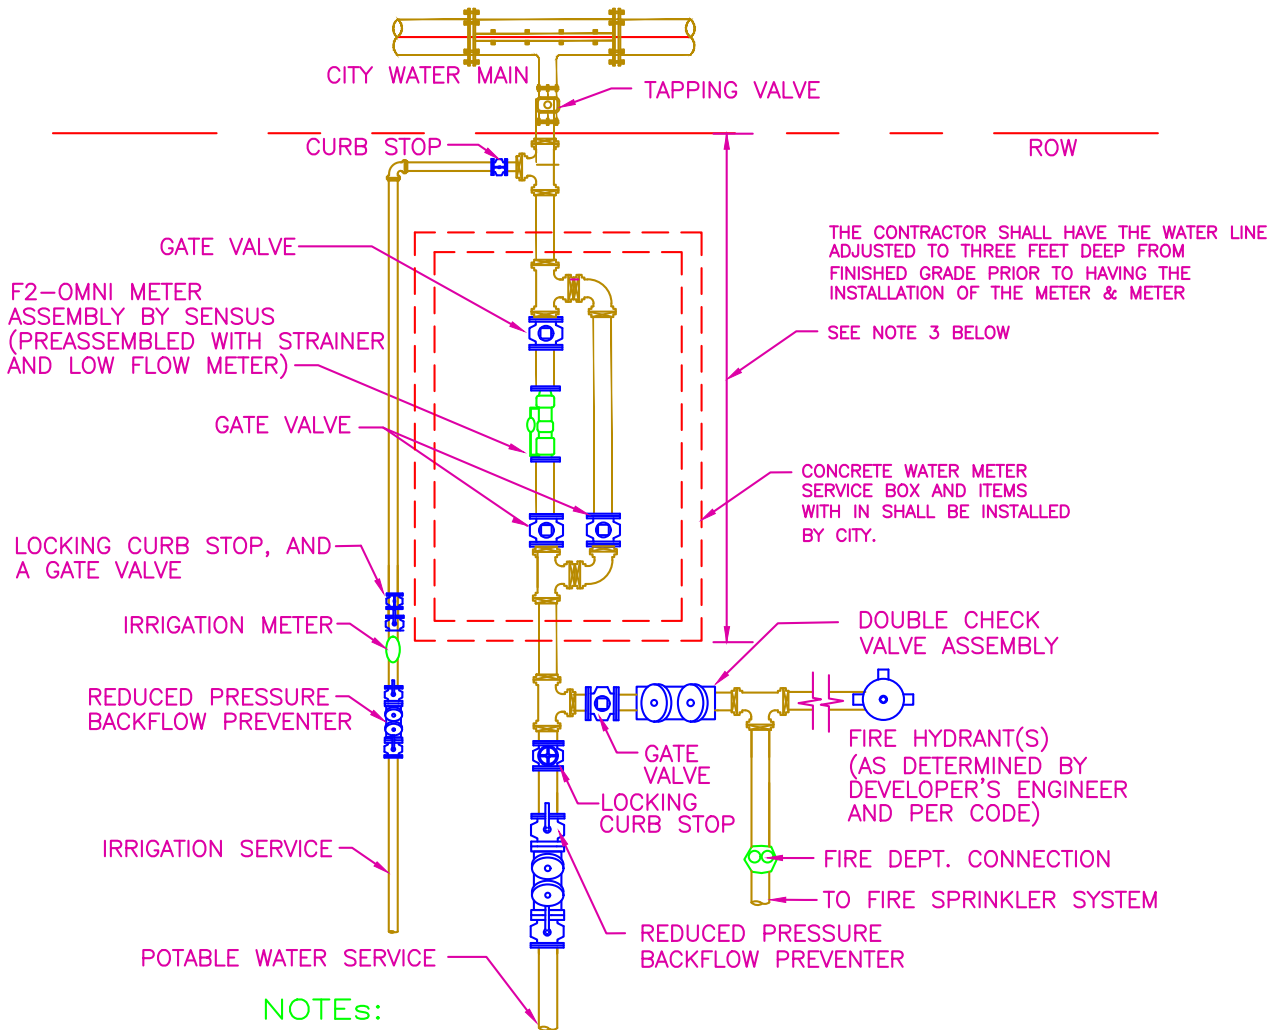 CITY WATER MAIN
TAPPING VALVE
CURB STOP
ROW
GATE VALVE
THE CONTRACTOR SHALL HAVE THE WATER LINE
ADJUSTED TO THREE FEET DEEP FROM
FINISHED GRADE PRIOR TO HAVING THE
INSTALLATION OF THE METER & METER
SEE NOTE 3 BELOW
F2-OMNI METER
ASSEMBLY BY SENSUS
(PREASSEMBLED WITH STRAINER
AND LOW FLOW METER)
GATE VALVE
CONCRETE WATER METER
SERVICE BOX AND ITEMS
WITH IN SHALL BE INSTALLED
BY CITY.
LOCKING CURB STOP, AND
A GATE VALVE
IRRIGATION METER
DOUBLE CHECK
VALVE ASSEMBLY
REDUCED PRESSURE
BACKFLOW PREVENTER
GATE
VALVE
FIRE HYDRANT(S)
(AS DETERMINED BY
DEVELOPER'S ENGINEER
AND PER CODE)
LOCKING
CURB STOP
IRRIGATION SERVICE
FIRE DEPT. CONNECTION
TO FIRE SPRINKLER SYSTEM
REDUCED PRESSURE
BACKFLOW PREVENTER
POTABLE WATER SERVICE
NOTEs: